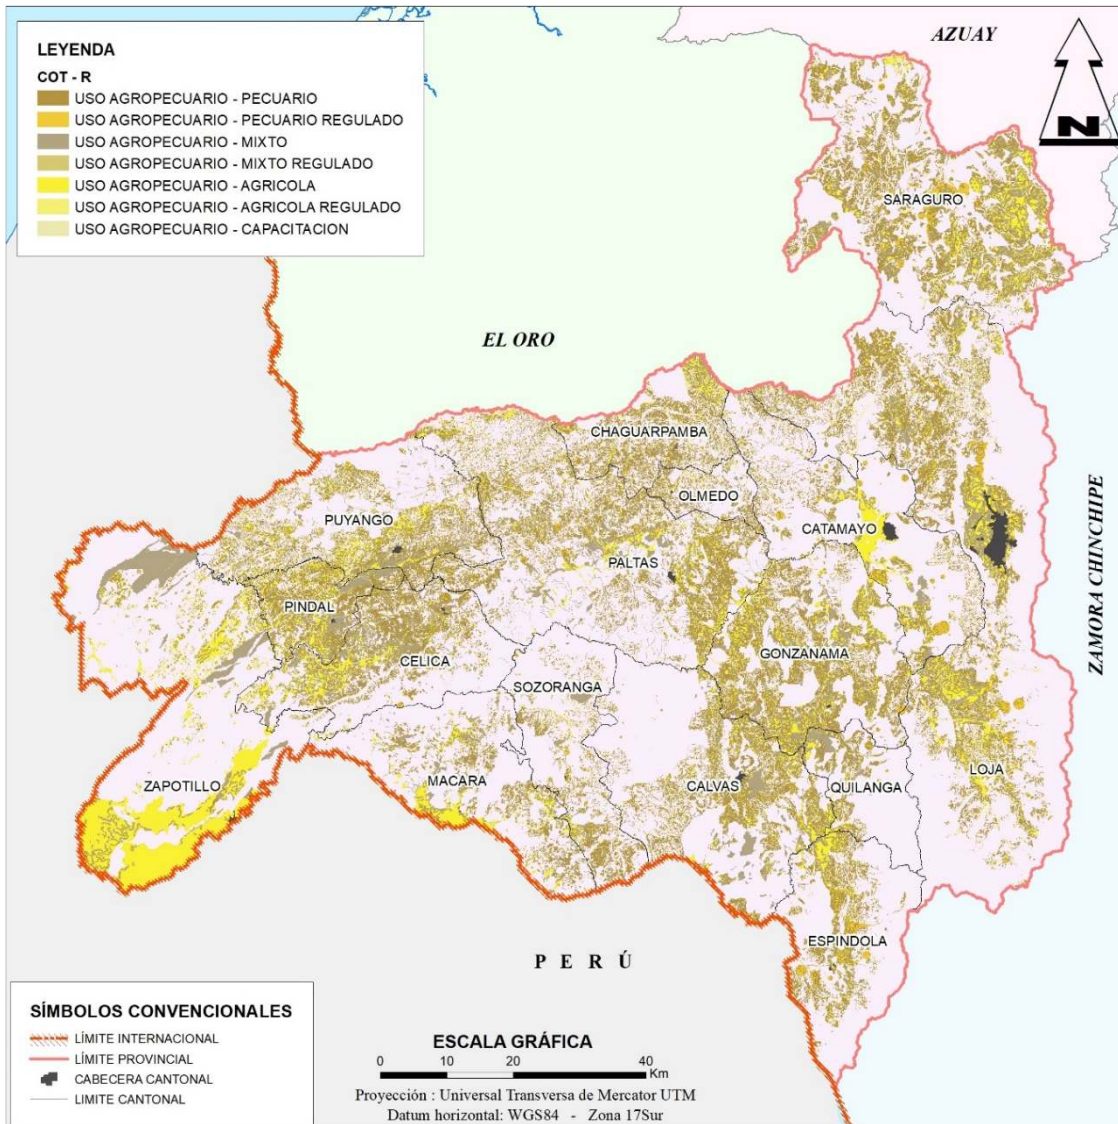 LEYENDA
COT - R
USO AGROPECUARIO - PECUARIO
USO AGROPECUARIO - PECUARIO REGULADO
USO AGROPECUARIO - MIXTO
USO AGROPECUARIO - MIXTO REGULADO
USO AGROPECUARIO - AGRICOLA
USO AGROPECUARIO - AGRICOLA REGULADO
USO AGROPECUARIO - CAPACITACION
AZUAY
N
SARAGURO
EL ORO
CHAGUARPAMBA
OLMEDO
PUYANGO
CATAMAYO
PALTAS
ZAMORA CHINCHIPE
PINDAL
GONZANAMA
CELICA
SOZORANGA
ZAPOTILLO
MACARA
CALVAS
QUILANGA
LOJA
ESPINDOLA
PERÚ
SÍMBOLOS CONVENCIONALES
LÍMITE INTERNACIONAL
LÍMITE PROVINCIAL
CABECERA CANTONAL
LIMITE CANTONAL
ESCALA GRÁFICA
0 10 20 40
Km
Proyección : Universal Transversa de Mercator UTM
Datum horizontal: WGS84 - Zona 17Sur